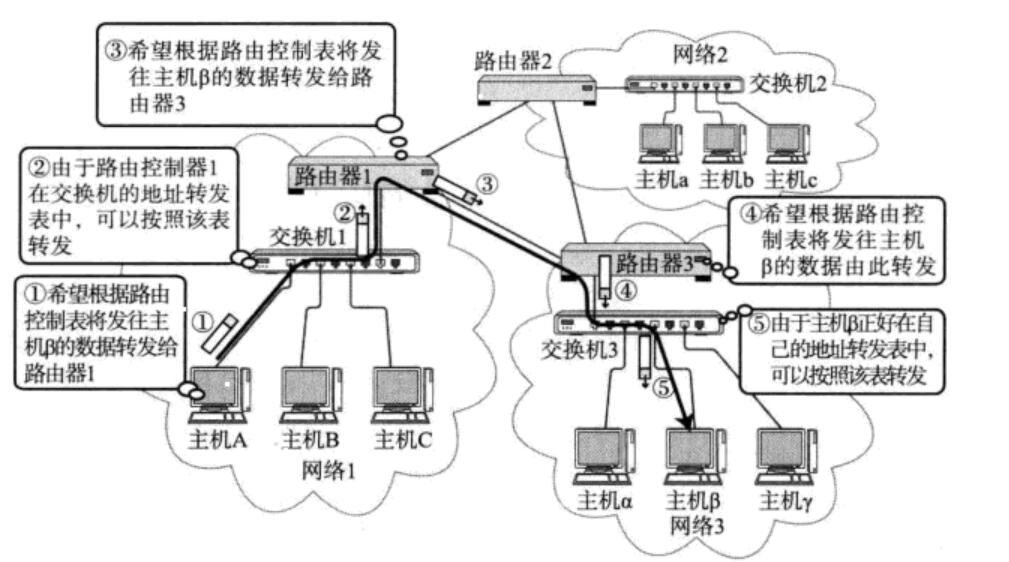 ③希望根据路由控制表将发
往主机β的数据转发给路
由器3
路由器2
网络2
交换机2
主机a
主机b
主机c
②由于路由控制器1
在交换机的地址转发
表中，可以按照该表
转发
路由器1
③
②
交换机1
④希望根据路由控
制表将发往主机
β的数据由此转发
路由器3
④
①希望根据路由
控制表将发往主
机β的数据转发给
路由器1
①
交换机3
⑤由于主机β正好在自
己的地址转发表中，
可以按照该表转发
⑤
主机A
主机B
主机C
网络1
主机α
主机β
主机γ
网络3